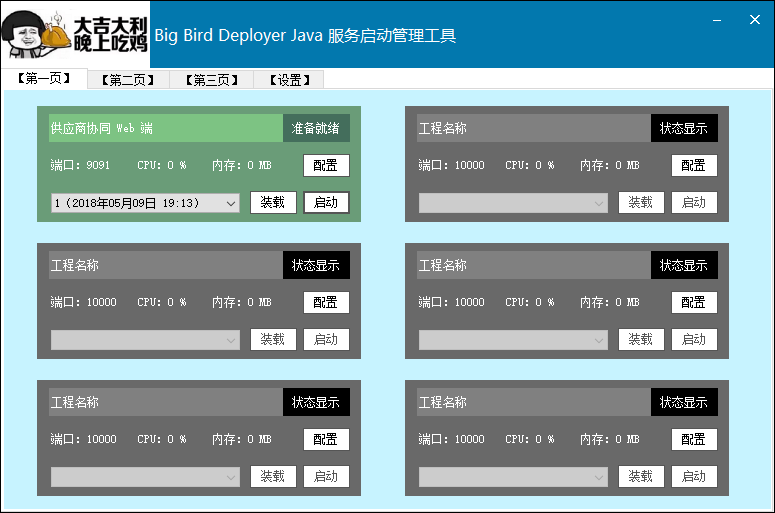 大吉大利
晚上吃鸡
Big Bird Deployer Java 服务启动管理工具
【第一页】 【第二页】 【第三页】 【设置】
供应商协同 Web 端 准备就绪
端口: 9091 CPU: 0 % 内存: 0 MB 配置
1 (2018年05月09日 19:13) 装载 启动
工程名称 状态显示
端口: 10000 CPU: 0 % 内存: 0 MB 配置
装载 启动
工程名称 状态显示
端口: 10000 CPU: 0 % 内存: 0 MB 配置
装载 启动
工程名称 状态显示
端口: 10000 CPU: 0 % 内存: 0 MB 配置
装载 启动
工程名称 状态显示
端口: 10000 CPU: 0 % 内存: 0 MB 配置
装载 启动
工程名称 状态显示
端口: 10000 CPU: 0 % 内存: 0 MB 配置
装载 启动